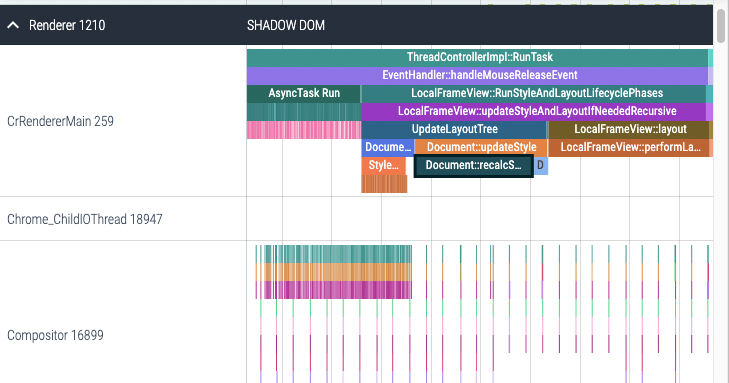 Renderer 1210
SHADOW DOM
ThreadControllerImpl::RunTask
EventHandler::handleMouseReleaseEvent
AsyncTask Run
LocalFrameView::RunStyleAndLayoutLifecyclePhases
CrRendererMain 259
LocalFrameView::updateStyleAndLayoutIfNeededRecursive
UpdateLayoutTree
LocalFrameView::layout
Docume...
Document::updateStyle
LocalFrameView::performLa...
Style...
Document::recalcS...
D
Chrome_ChildIOThread 18947
Compositor 16899